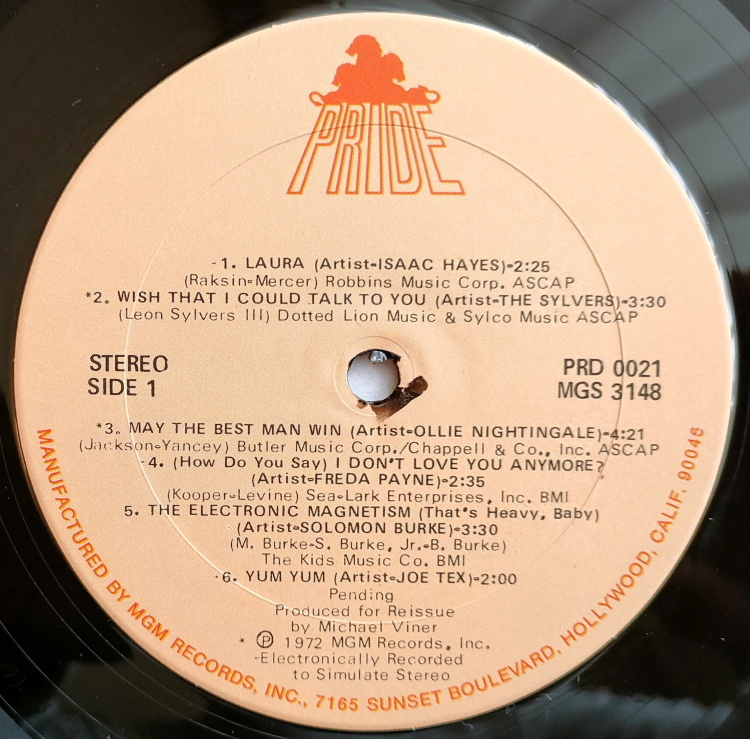 PRIDE
-1. LAURA (Artist-ISAAC HAYES)-2:25
(Raksin-Mercer) Robbins Music Corp. ASCAP
*2. WISH THAT I COULD TALK TO YOU (Artist-THE SYLVERS)-3:30
(Leon Sylvers III) Dotted Lion Music & Sylco Music ASCAP
STEREO
SIDE 1
PRD 0021
MGS 3148
*3. MAY THE BEST MAN WIN (Artist-OLLIE NIGHTINGALE)-4:21
(Jackson-Yancey) Butler Music Corp./Chappell & Co., Inc. ASCAP
-4. (How Do You Say) I DON'T LOVE YOU ANYMORE?
(Artist-FREDA PAYNE)-2:35
(Kooper-Levine) Sea-Lark Enterprises, Inc. BMI
5. THE ELECTRONIC MAGNETISM (That's Heavy, Baby)
(Artist-SOLOMON BURKE)-3:30
(M. Burke-S. Burke, Jr.-B. Burke)
The Kids Music Co. BMI
-6. YUM YUM (Artist-JOE TEX)-2:00
Pending
Produced for Reissue
by Michael Viner
* Ⓟ 1972 MGM Records, Inc.
-Electronically Recorded
to Simulate Stereo
MANUFACTURED BY MGM RECORDS, INC., 7165 SUNSET BOULEVARD, HOLLYWOOD, CALIF. 90046